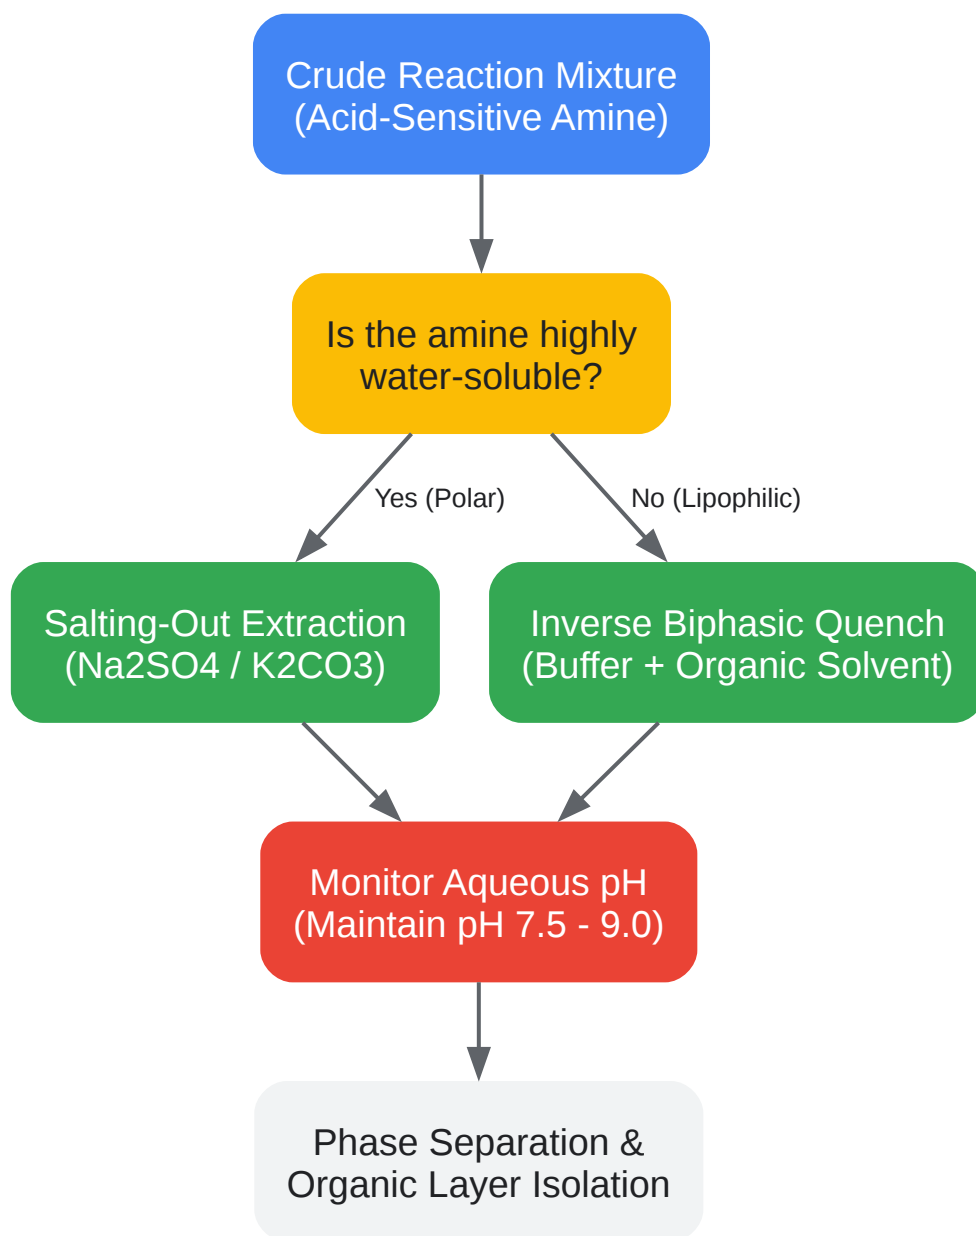 Crude Reaction Mixture
(Acid-Sensitive Amine)
Is the amine highly
water-soluble?
Yes (Polar)
No (Lipophilic)
Salting-Out Extraction
(Na2SO4 / K2CO3)
Inverse Biphasic Quench
(Buffer + Organic Solvent)
Monitor Aqueous pH
(Maintain pH 7.5 - 9.0)
Phase Separation &
Organic Layer Isolation